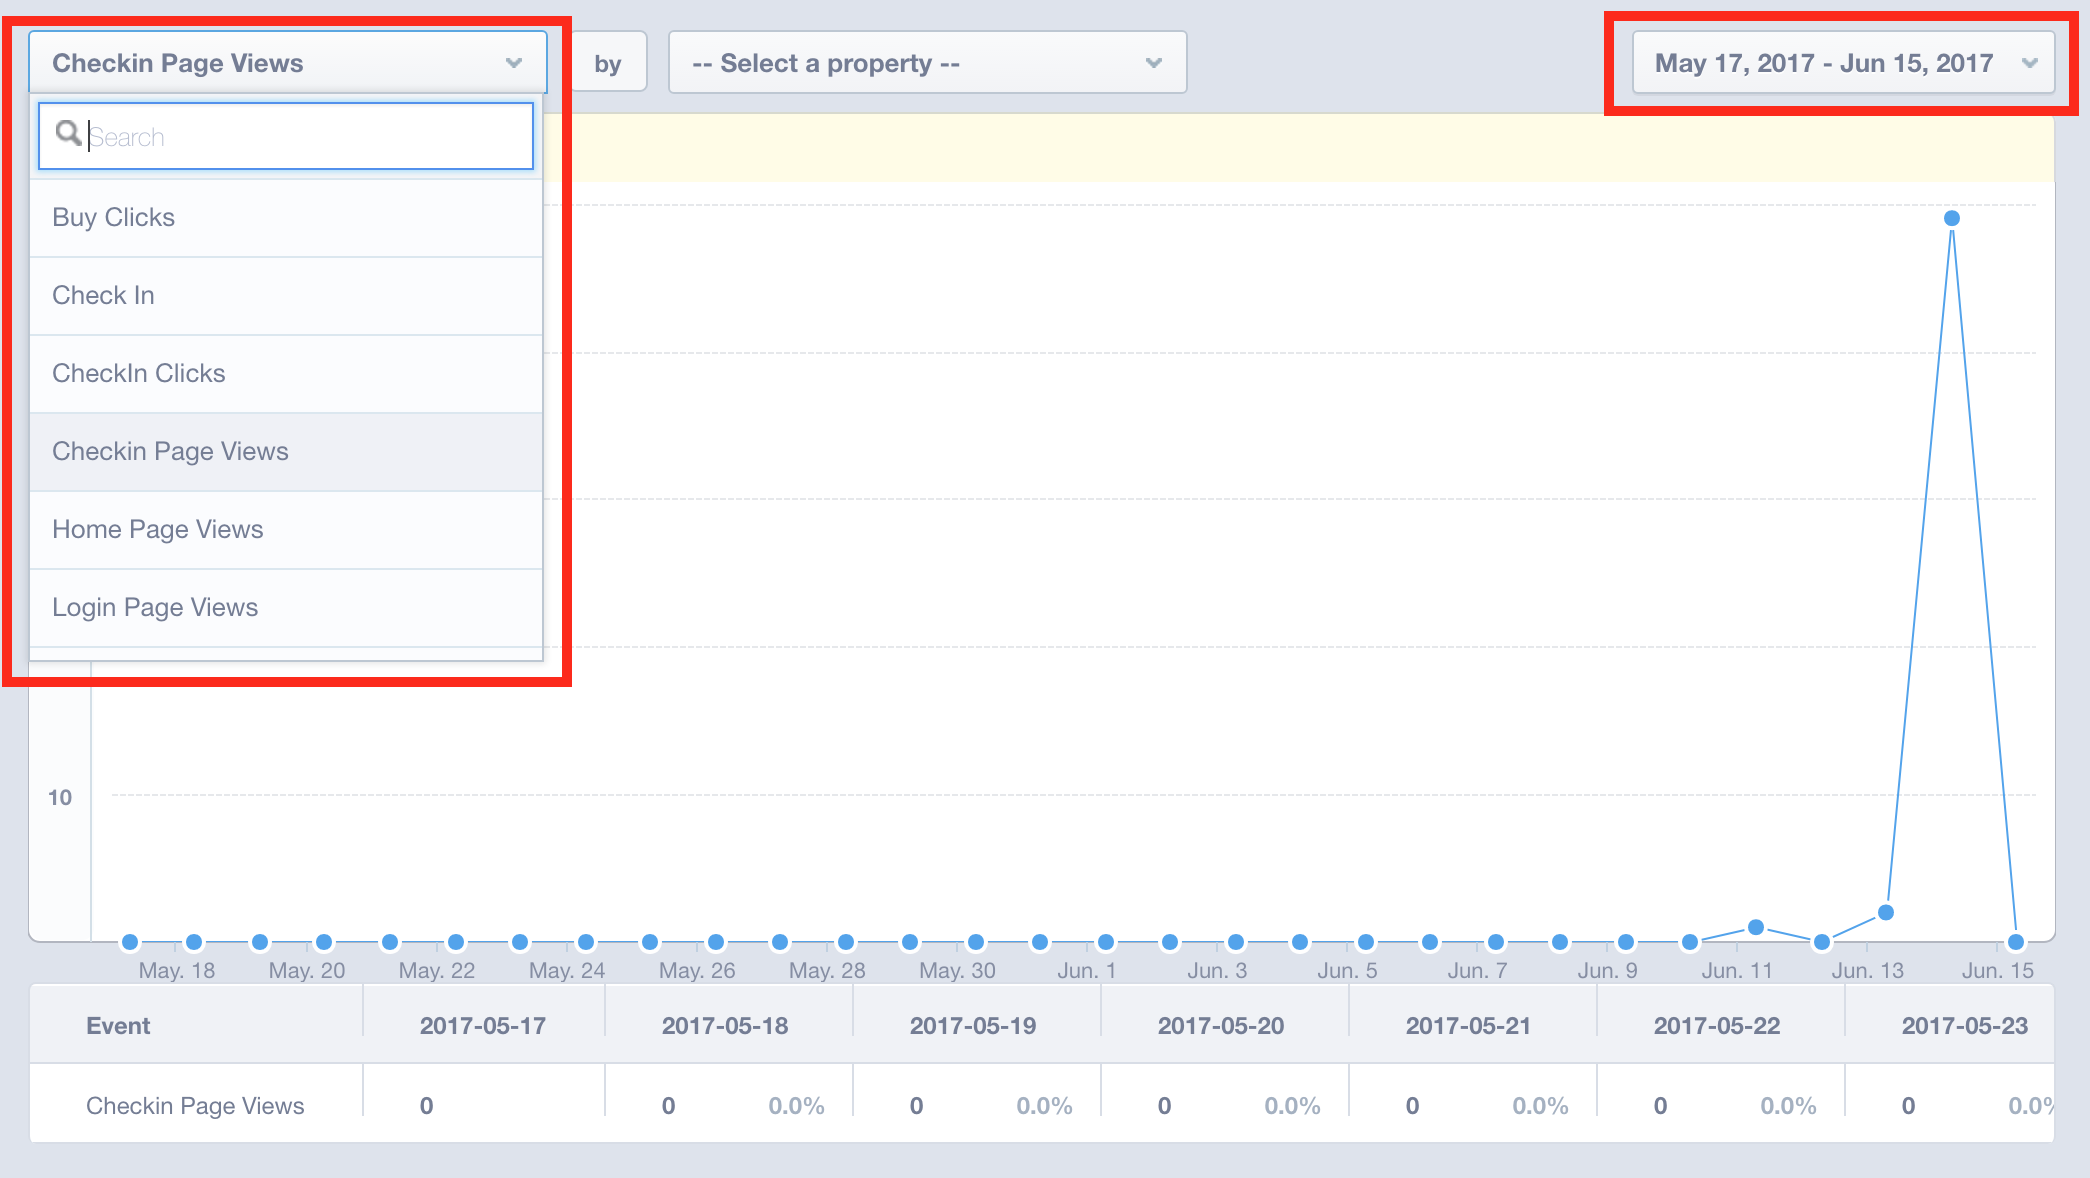 Checkin Page Views by -- Select a property -- May 17, 2017 - Jun 15, 2017
Search
Buy Clicks
Check In
CheckIn Clicks
Checkin Page Views
Home Page Views
Login Page Views
10
May. 18 May. 20 May. 22 May. 24 May. 26 May. 28 May. 30 Jun. 1 Jun. 3 Jun. 5 Jun. 7 Jun. 9 Jun. 11 Jun. 13 Jun. 15
Event 2017-05-17 2017-05-18 2017-05-19 2017-05-20 2017-05-21 2017-05-22 2017-05-23
Checkin Page Views 0 0 0.0% 0 0.0% 0 0.0% 0 0.0% 0 0.0% 0 0.0%